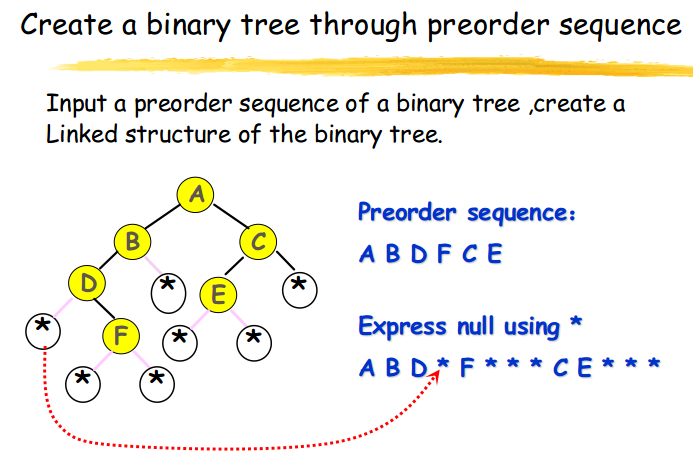 Create a binary tree through preorder sequence
Input a preorder sequence of a binary tree ,create a
Linked structure of the binary tree.
A
B
C
D
*
E
*
*
F
*
*
*
*
Preorder sequence：
A B D F C E
Express null using *
A B D * F * * * C E * * *